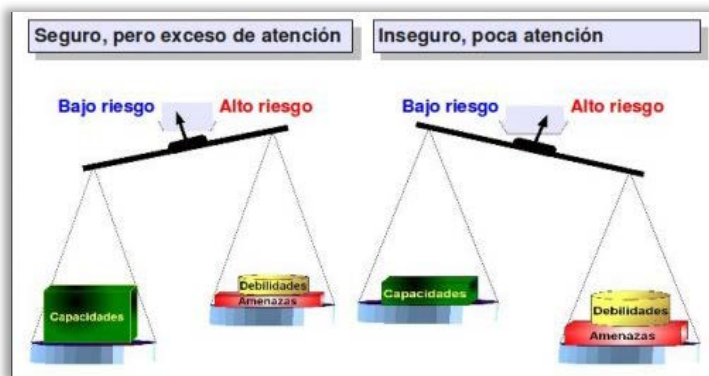 Seguro, pero exceso de atención
Inseguro, poca atención
Bajo riesgo
Alto riesgo
Bajo riesgo
Alto riesgo
Capacidades
Debilidades
Amenazas
Capacidades
Debilidades
Amenazas